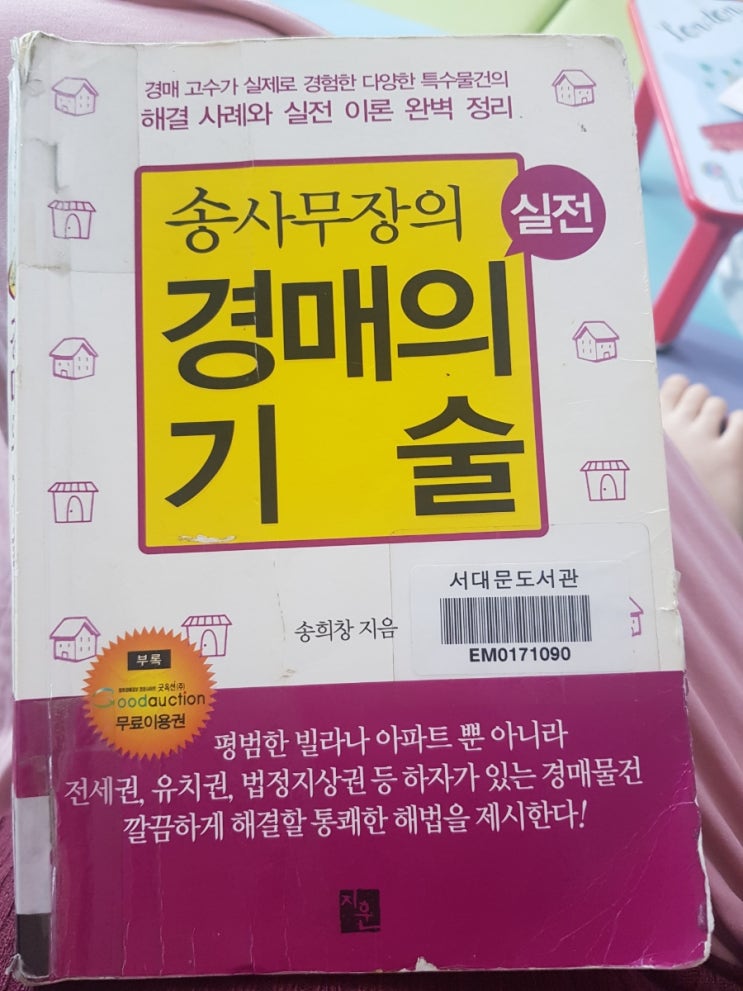 경매 고수가 실제로 경험한 다양한 특수물건의
해결 사례와 실전 이론 완벽 정리
송사무장의
실전
경매의
기술
서대문도서관
EM0171090
송희창 지음
부록
굿옥션(주)
Goodauction
무료이용권
평범한 빌라나 아파트 뿐 아니라
전세권, 유치권, 법정지상권 등 하자가 있는 경매물건
깔끔하게 해결할 통쾌한 해법을 제시한다!
지훈